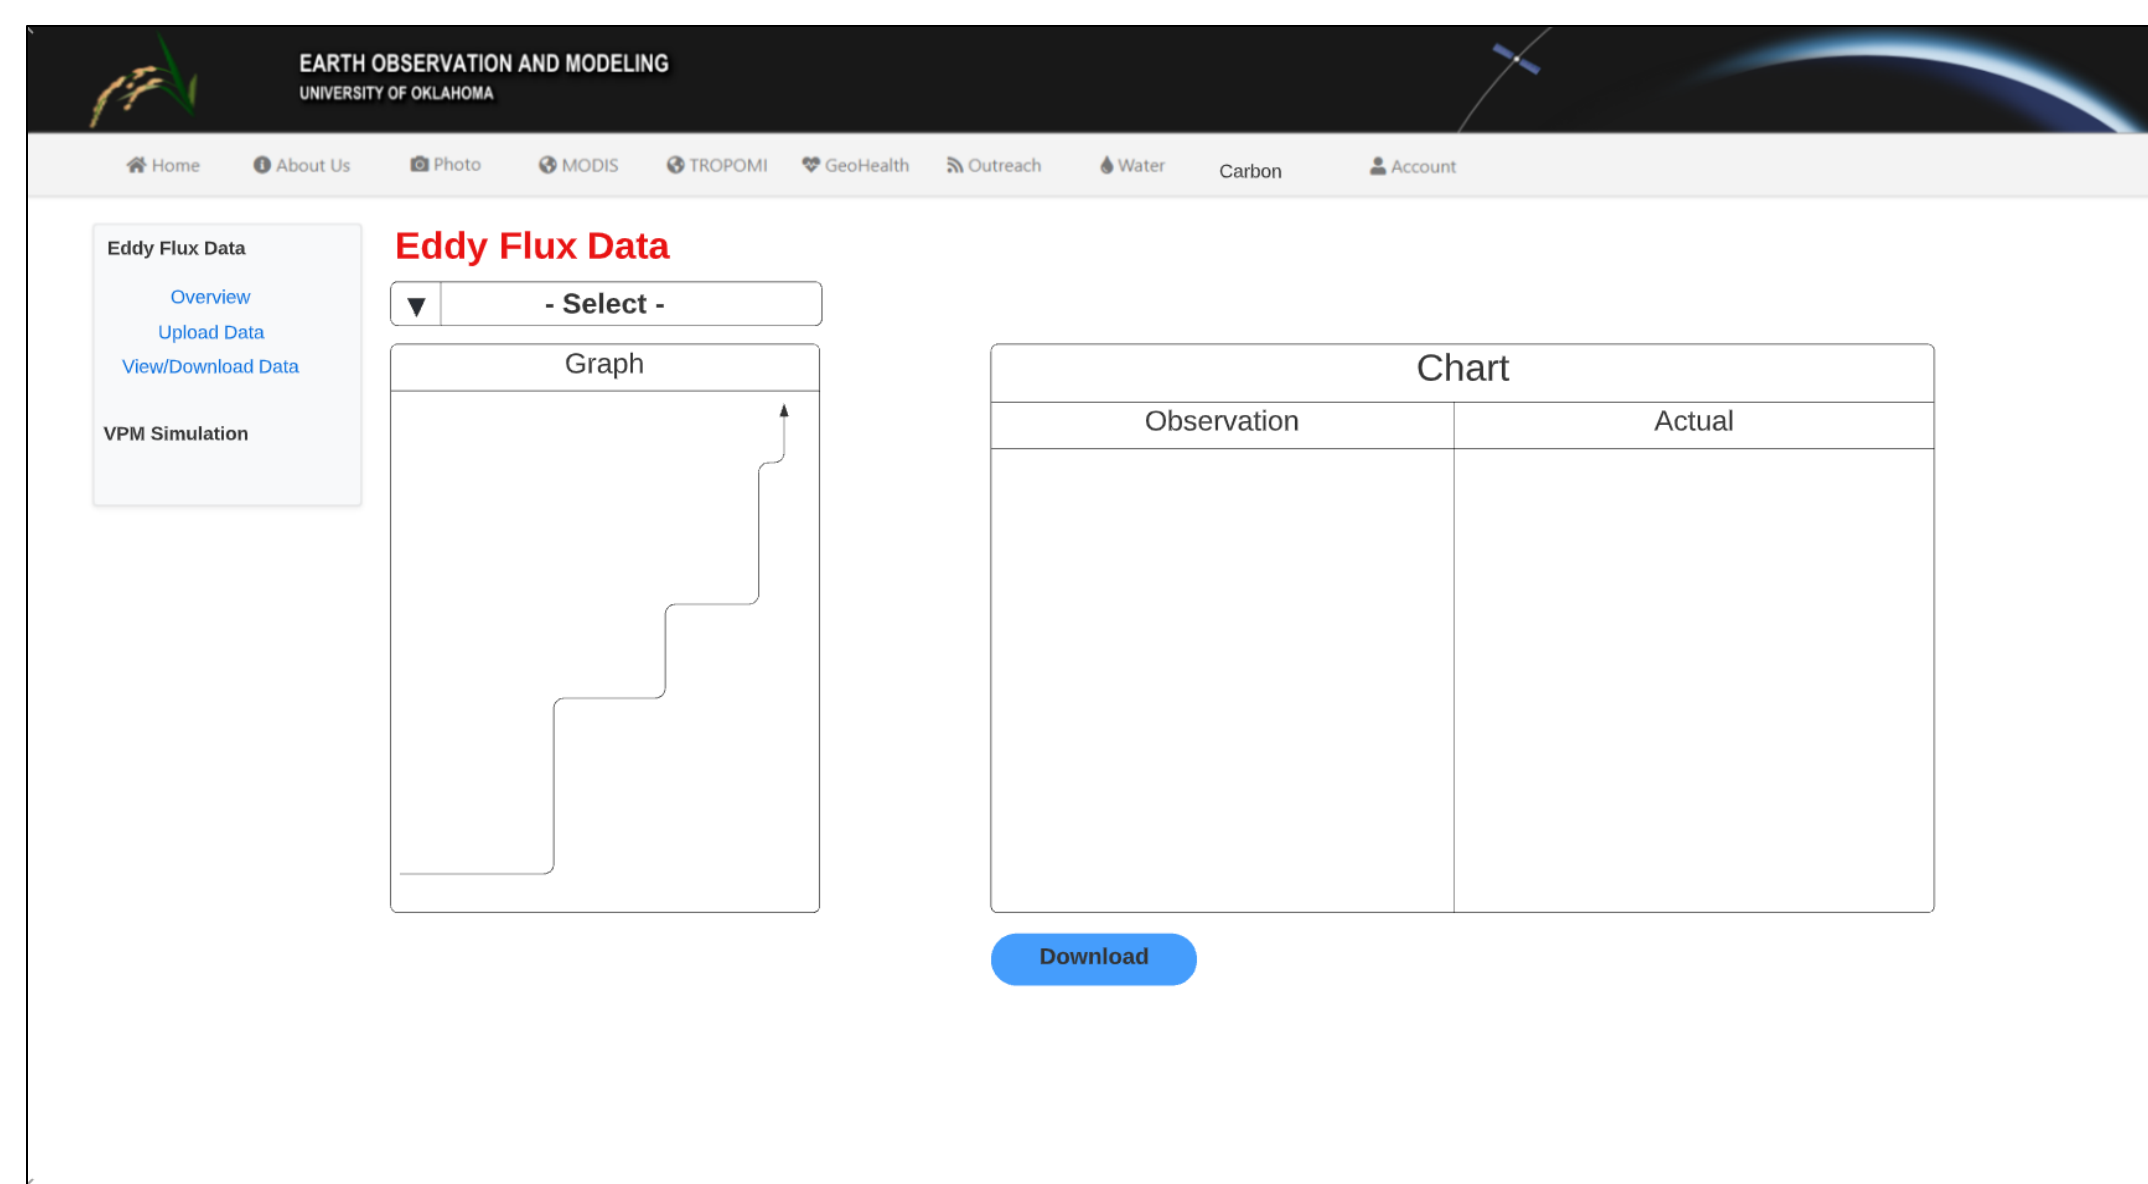 EARTH OBSERVATION AND MODELING
UNIVERSITY OF OKLAHOMA
Home About Us Photo MODIS TROPOMI GeoHealth Outreach Water Carbon Account
Eddy Flux Data
Overview
Upload Data
View/Download Data
VPM Simulation
Eddy Flux Data
- Select -
Graph
Chart
Observation Actual
Download